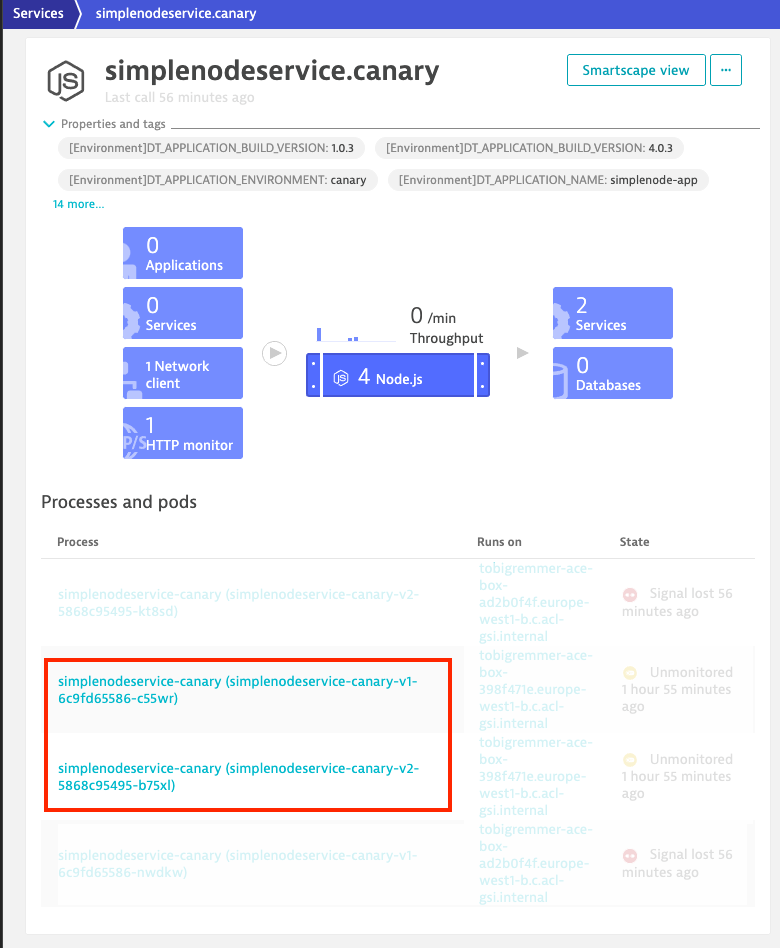 Services
simplenodeservice.canary
simplenodeservice.canary
Last call 56 minutes ago
Smartscape view
...
Properties and tags
[Environment]DT_APPLICATION_BUILD_VERSION: 1.0.3
[Environment]DT_APPLICATION_BUILD_VERSION: 4.0.3
[Environment]DT_APPLICATION_ENVIRONMENT: canary
[Environment]DT_APPLICATION_NAME: simplenode-app
14 more...
0
Applications
0
Services
1 Network
client
1
HTTP monitor
0 /min
Throughput
JS 4 Node.js
2
Services
0
Databases
Processes and pods
Process
Runs on
State
simplenodeservice-canary (simplenodeservice-canary-v2-
5868c95495-kt8sd)
tobigremmer-ace-
box-
ad2b0f4f.europe-
west1-b.c.acl-
gsi.internal
Signal lost 56
minutes ago
simplenodeservice-canary (simplenodeservice-canary-v1-
6c9fd65586-c55wr)
tobigremmer-ace-
box-
398f471e.europe-
west1-b.c.acl-
gsi.internal
Unmonitored
1 hour 55 minutes
ago
simplenodeservice-canary (simplenodeservice-canary-v2-
5868c95495-b75xl)
tobigremmer-ace-
box-
398f471e.europe-
west1-b.c.acl-
gsi.internal
Unmonitored
1 hour 55 minutes
ago
simplenodeservice-canary (simplenodeservice-canary-v1-
6c9fd65586-nwdkw)
tobigremmer-ace-
box-
ad2b0f4f.europe-
west1-b.c.acl-
gsi.internal
Signal lost 56
minutes ago